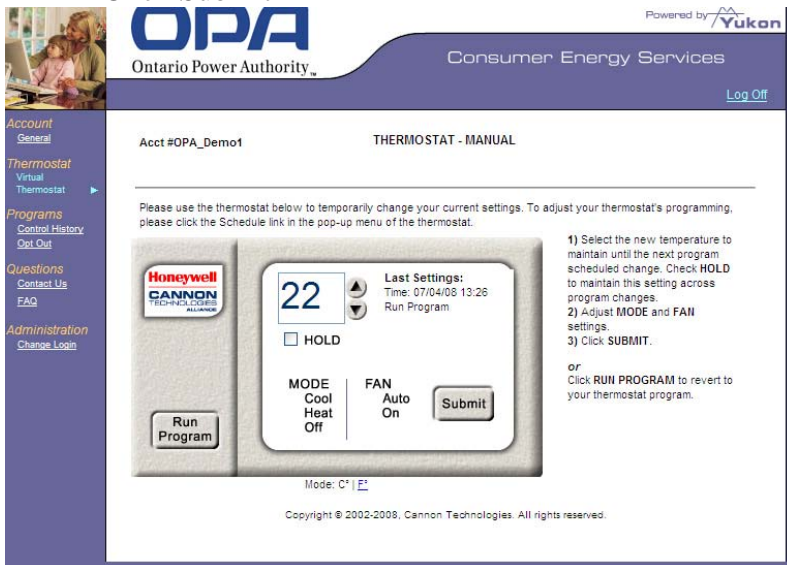 OPA
Ontario Power Authority™
Powered by Yukon
Consumer Energy Services
Log Off
Account
General
Thermostat
Virtual
Thermostat
Programs
Control History
Opt Out
Questions
Contact Us
FAQ
Administration
Change Login
Acct #OPA_Demo1
THERMOSTAT - MANUAL
Please use the thermostat below to temporarily change your current settings. To adjust your thermostat's programming,
please click the Schedule link in the pop-up menu of the thermostat.
Honeywell
CANNON
TECHNOLOGIES
ALLIANCE
Run
Program
22
Last Settings:
Time: 07/04/08 13:26
Run Program
HOLD
MODE
Cool
Heat
Off
FAN
Auto
On
Submit
1) Select the new temperature to
maintain until the next program
scheduled change. Check HOLD
to maintain this setting across
program changes.
2) Adjust MODE and FAN
settings.
3) Click SUBMIT.
or
Click RUN PROGRAM to revert to
your thermostat program.
Mode: C° | F°
Copyright © 2002-2008, Cannon Technologies. All rights reserved.